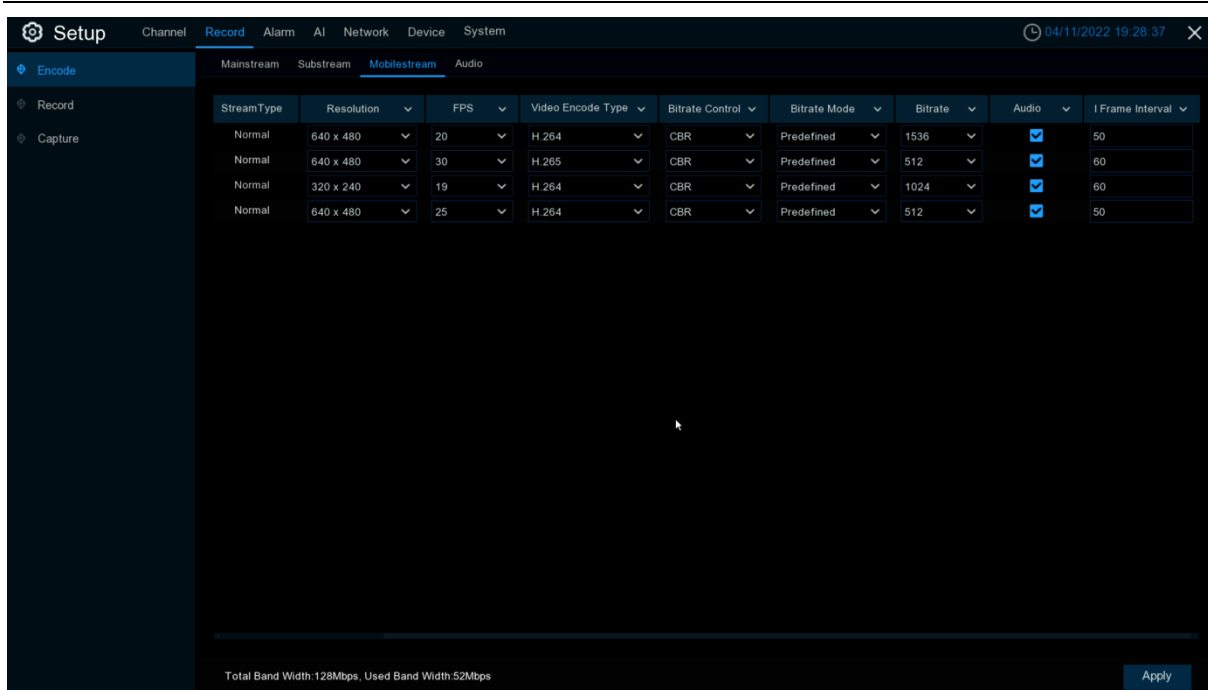 Setup Channel Record Alarm AI Network Device System 04/11/2022 19:28:37
Encode
Record
Capture
Mainstream Substream Mobilestream Audio
StreamType Resolution FPS Video Encode Type Bitrate Control Bitrate Mode Bitrate Audio I Frame Interval
Normal 640 x 480 20 H.264 CBR Predefined 1536 50
Normal 640 x 480 30 H.265 CBR Predefined 512 60
Normal 320 x 240 19 H.264 CBR Predefined 1024 60
Normal 640 x 480 25 H.264 CBR Predefined 512 50
Total Band Width:128Mbps, Used Band Width:52Mbps Apply